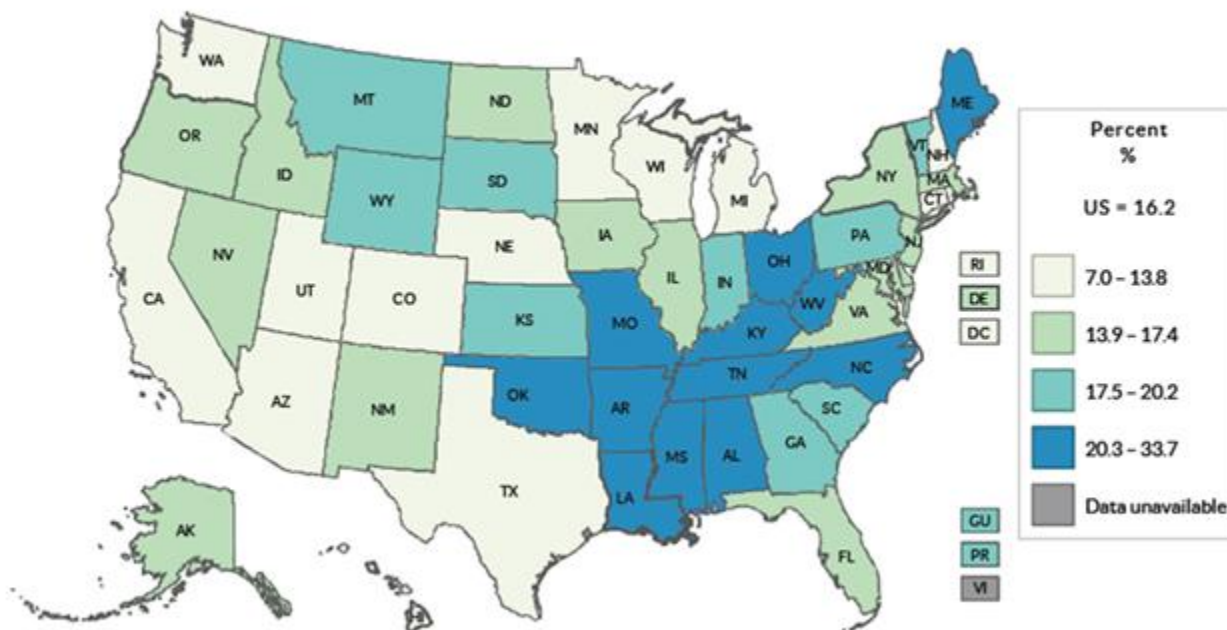 WA
MT
ND
MN
OR
ID
WY
SD
WI
MI
ME
VT
NH
NY
MA
CT
NV
UT
CA
CO
NE
IA
IL
IN
OH
PA
NJ
MD
WV
VA
KS
MO
KY
AZ
NM
OK
AR
TN
NC
SC
TX
LA
MS
AL
GA
FL
AK
HI
RI
DE
DC
GU
PR
VI
Percent
%
US = 16.2
7.0 – 13.8
13.9 – 17.4
17.5 – 20.2
20.3 – 33.7
Data unavailable